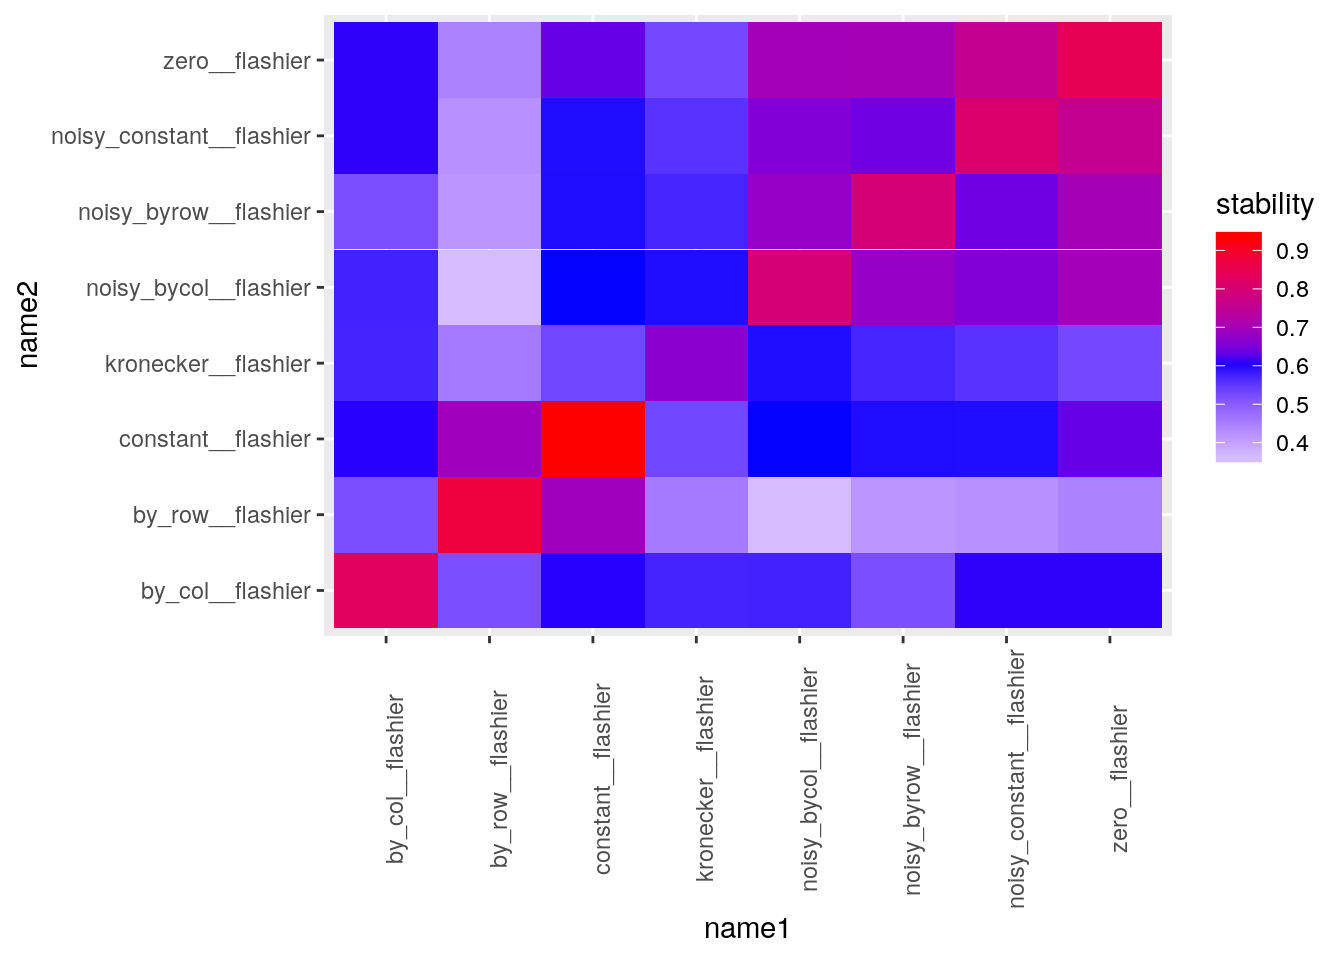 zero__flashier
noisy_constant__flashier
noisy_byrow__flashier
noisy_bycol__flashier
kronecker__flashier
constant__flashier
by_row__flashier
by_col__flashier
name2
by_col__flashier
by_row__flashier
constant__flashier
kronecker__flashier
noisy_bycol__flashier
noisy_byrow__flashier
noisy_constant__flashier
zero__flashier
name1
stability
0.9
0.8
0.7
0.6
0.5
0.4